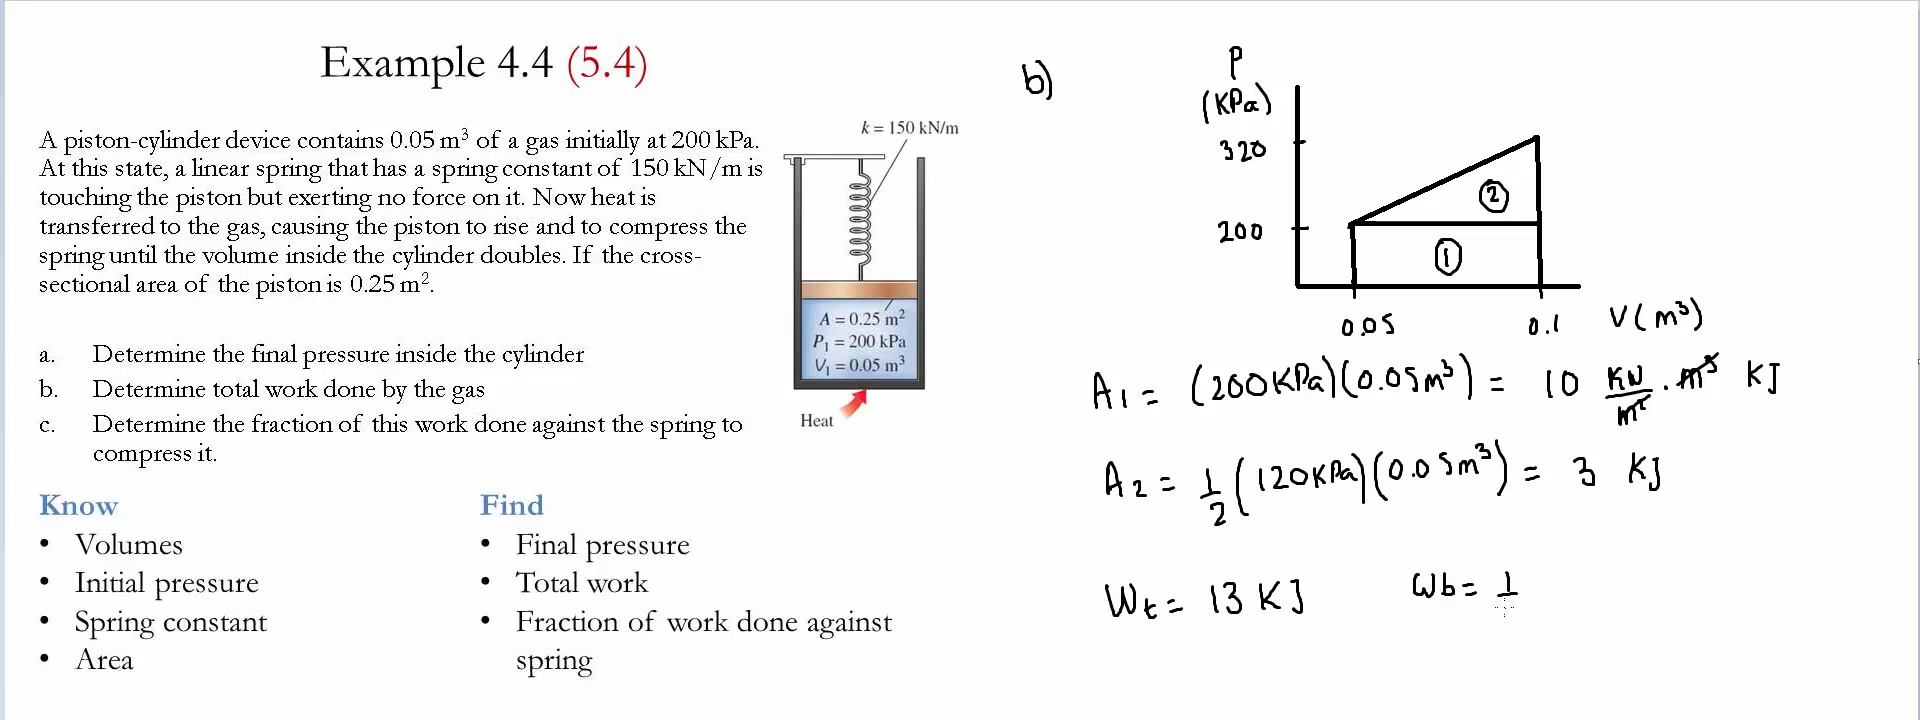 Example 4.4 (5.4)
A piston-cylinder device contains 0.05 m³ of a gas initially at 200 kPa.
At this state, a linear spring that has a spring constant of 150 kN/m is
touching the piston but exerting no force on it. Now heat is
transferred to the gas, causing the piston to rise and to compress the
spring until the volume inside the cylinder doubles. If the cross-
sectional area of the piston is 0.25 m².
a. Determine the final pressure inside the cylinder
b. Determine total work done by the gas
c. Determine the fraction of this work done against the spring to
compress it.
Know
• Volumes
• Initial pressure
• Spring constant
• Area
Find
• Final pressure
• Total work
• Fraction of work done against
spring
k = 150 kN/m
A = 0.25 m²
P₁ = 200 kPa
V₁ = 0.05 m³
Heat
b)
P
(KPa)
320
200
2
1
0.05
0.1
V (m³)
A1 = (200KPa)(0.05m³) = 10 KN/m² · m³ KJ
A2 = 1/2 (120KPa)(0.05m³) = 3 KJ
Wt = 13 KJ
Wb = 1